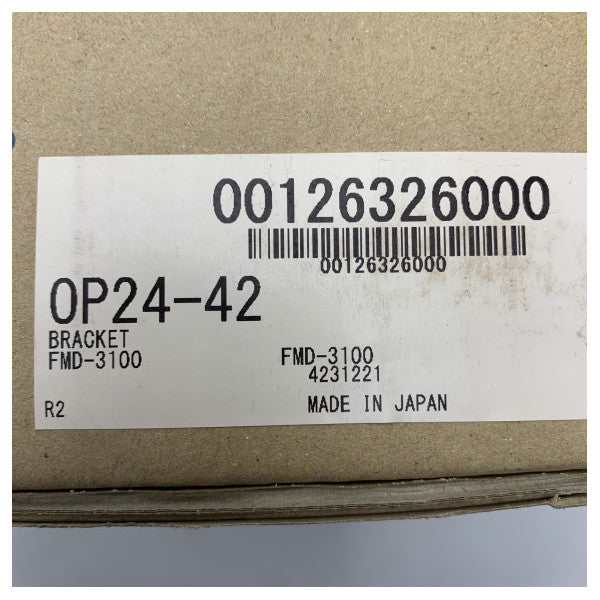 00126326000
00126326000
OP24-42
BRACKET
FMD-3100 FMD-3100
4231221
R2 MADE IN JAPAN